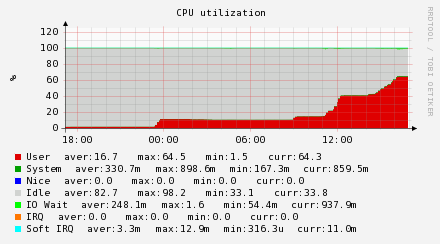 CPU utilization
RRDTOOL / TOBI OETIKER
120
100
80
60
40
20
0
%
18:00 00:00 06:00 12:00
User aver:16.7 max:64.5 min:1.5 curr:64.3
System aver:330.7m max:898.6m min:167.3m curr:859.5m
Nice aver:0.0 max:0.0 min:0.0 curr:0.0
Idle aver:82.7 max:98.2 min:33.1 curr:33.8
IO Wait aver:248.1m max:1.6 min:54.4m curr:937.9m
IRQ aver:0.0 max:0.0 min:0.0 curr:0.0
Soft IRQ aver:3.3m max:12.9m min:316.3u curr:11.0m